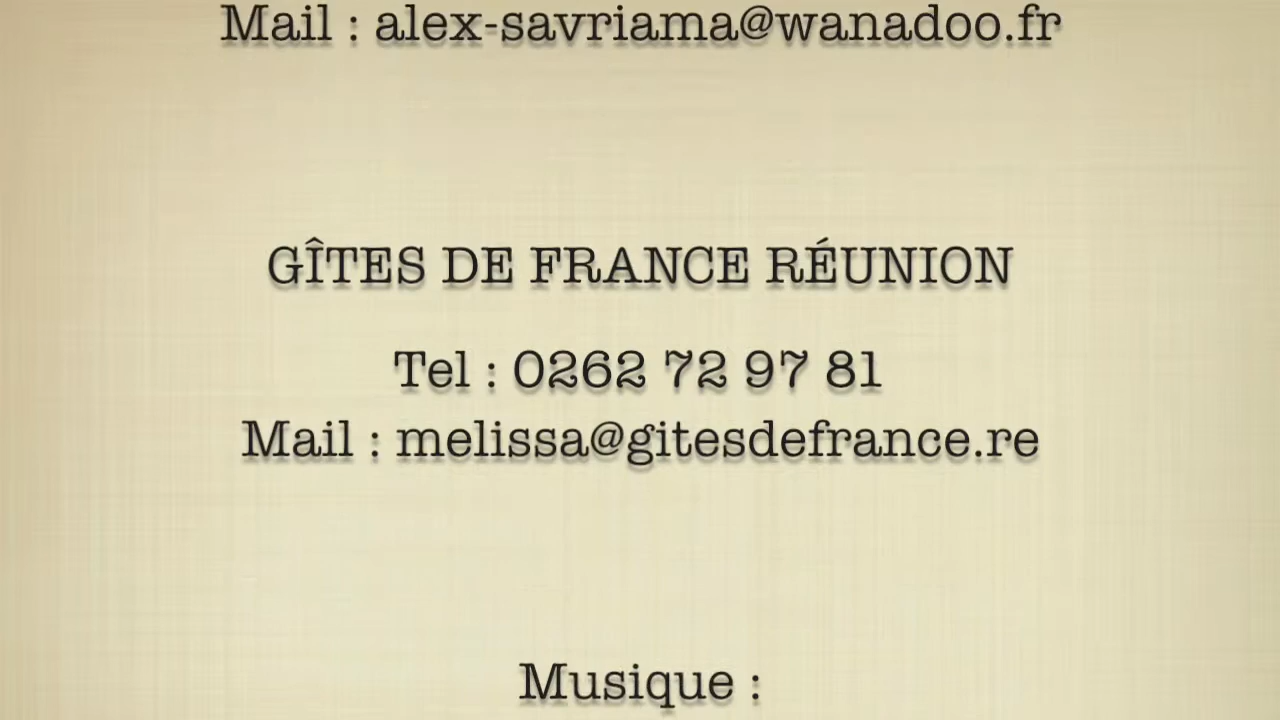 Mail : alex-savriama@wanadoo.fr
GÎTES DE FRANCE RÉUNION
Tel : 0262 72 97 81
Mail : melissa@gitesdefrance.re
Musique :